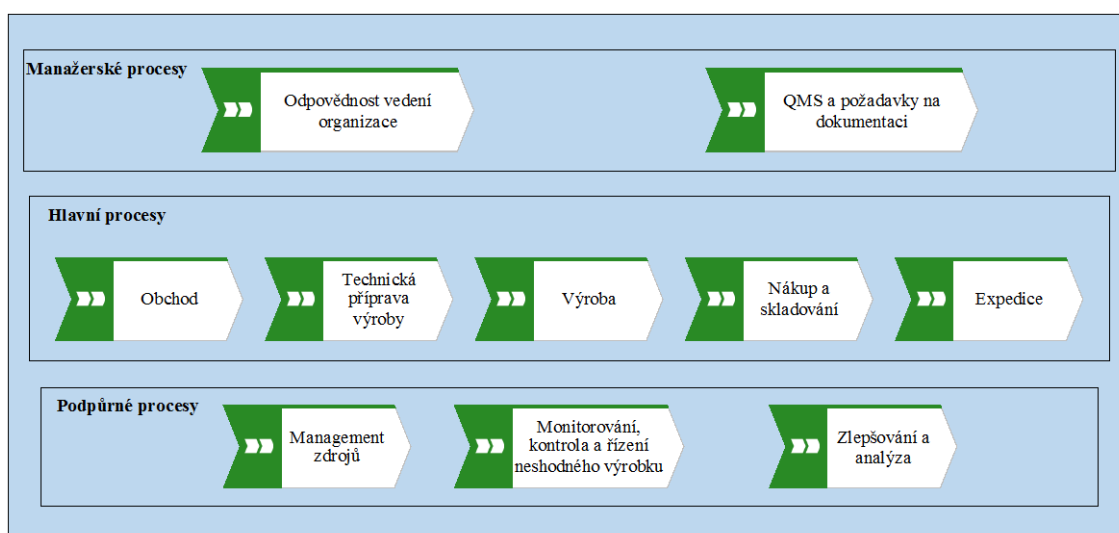 Manažerské procesy
Odpovědnost vedení
organizace
QMS a požadavky na
dokumentaci
Hlavní procesy
Obchod
Technická
příprava
výroby
Výroba
Nákup a
skladování
Expedice
Podpůrné procesy
Management
zdrojů
Monitorování,
kontrola a řízení
neshodného výrobku
Zlepšování a
analýza